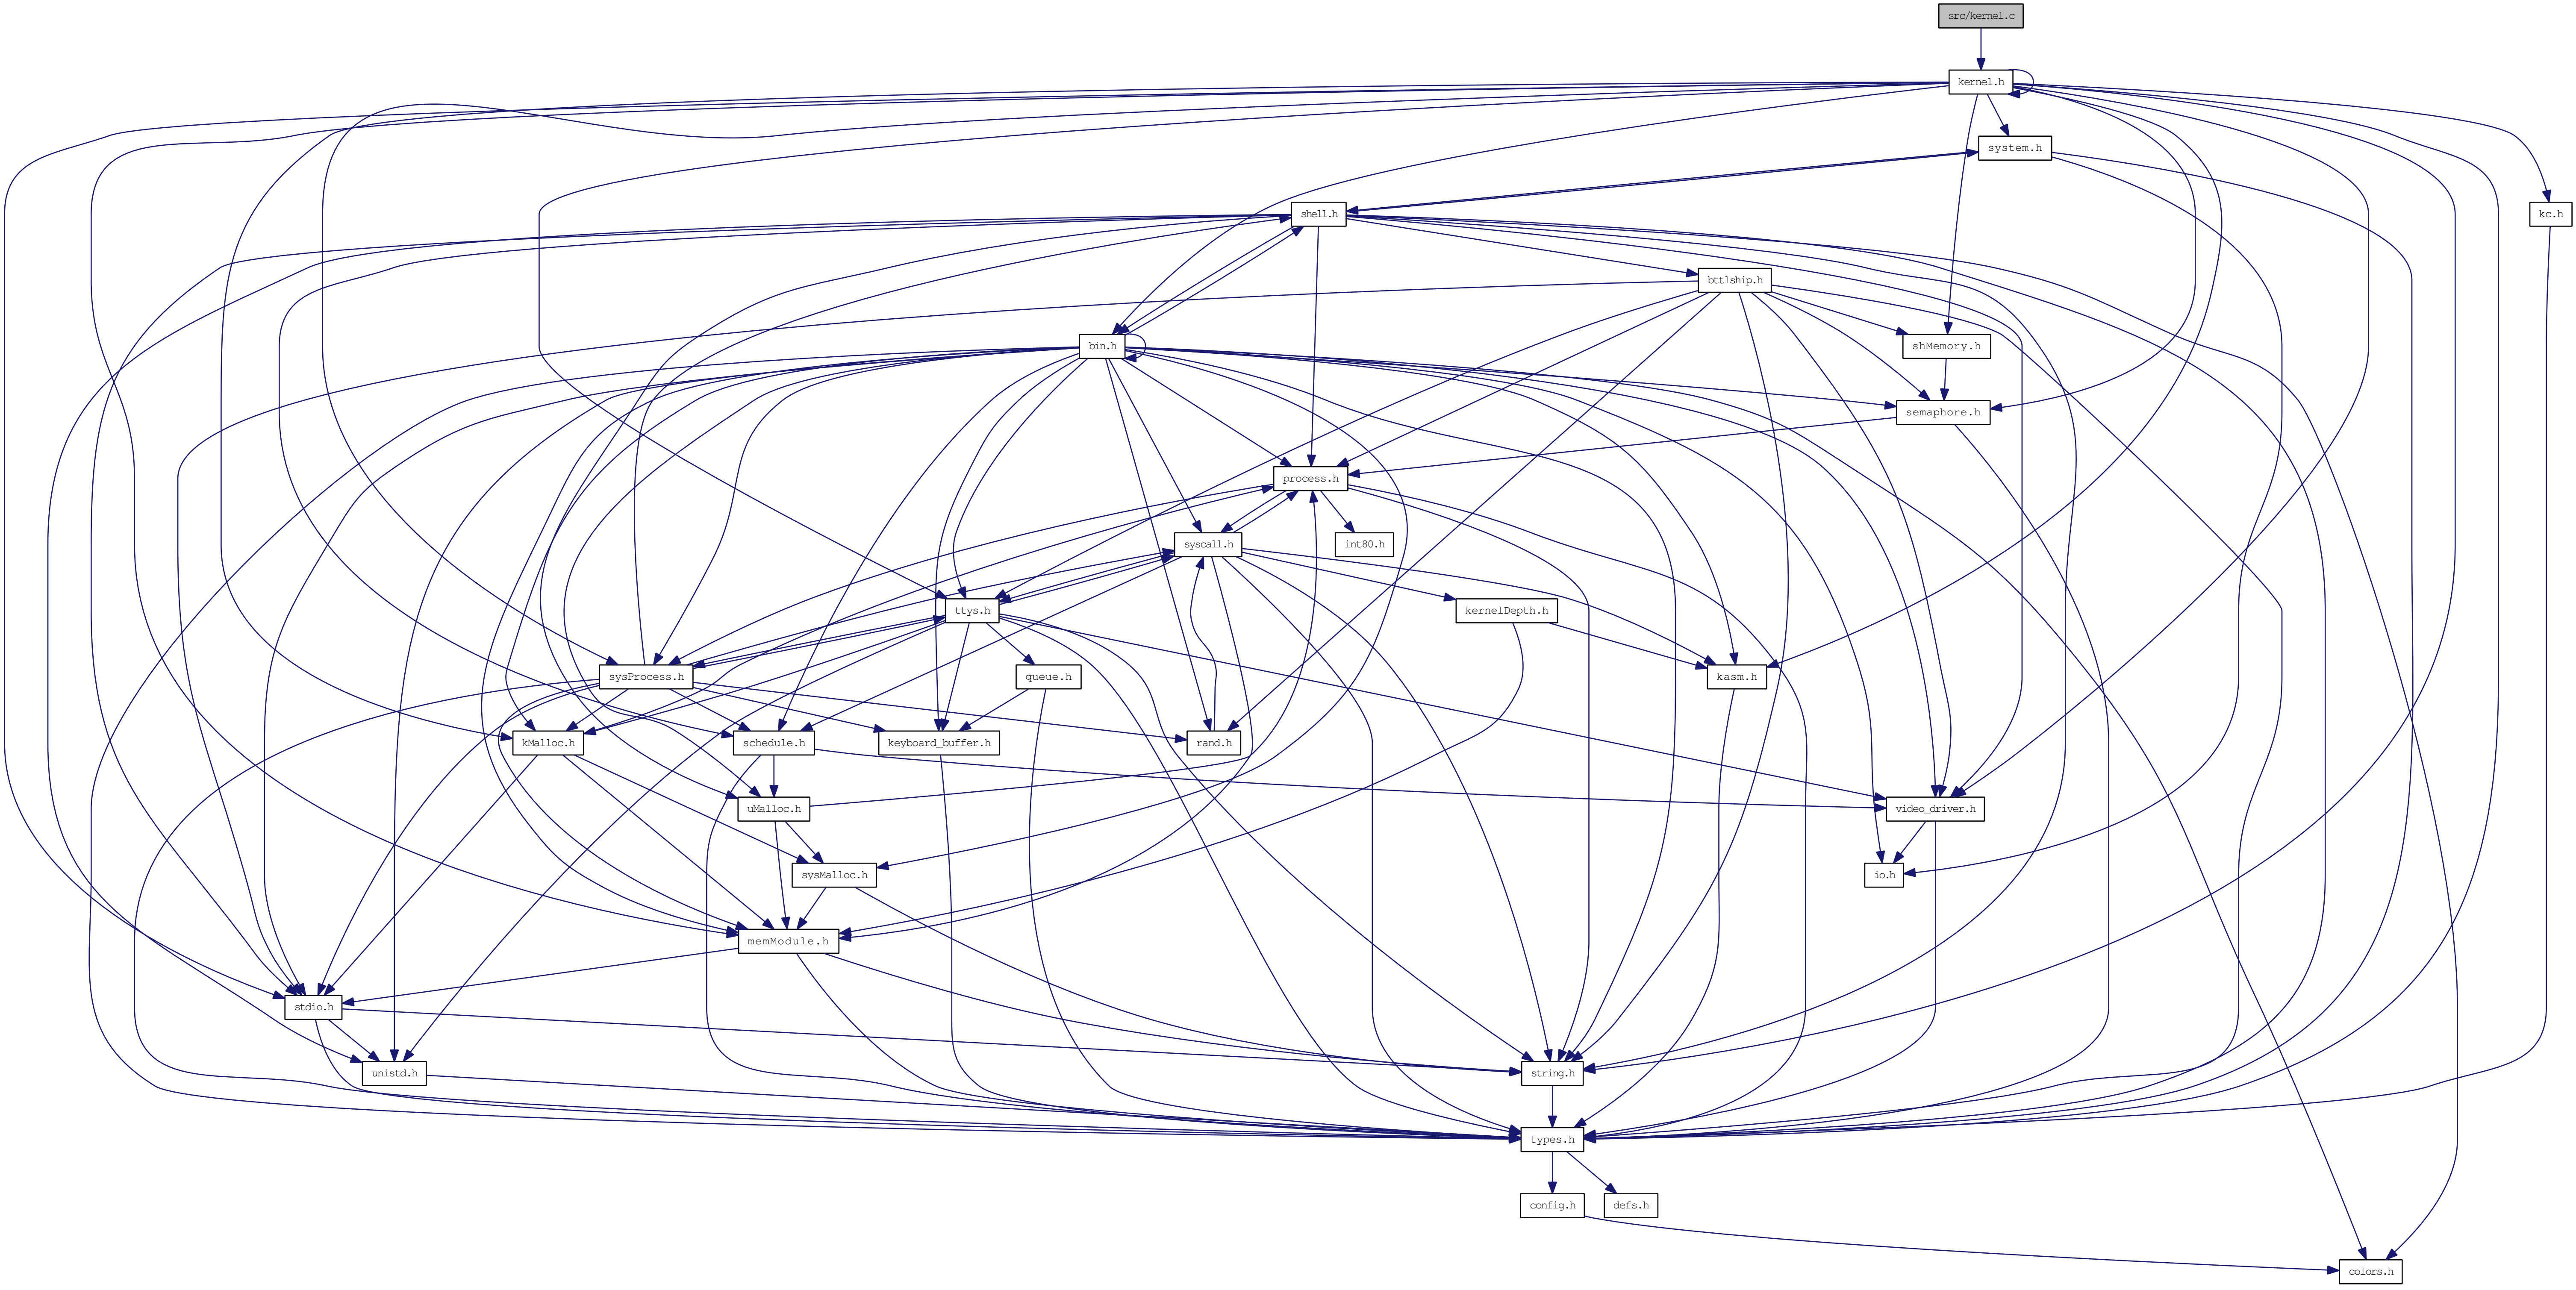 src/kernel.c
kernel.h
system.h
shell.h
kc.h
bttlship.h
bin.h
shMemory.h
semaphore.h
process.h
syscall.h
int80.h
ttys.h
kernelDepth.h
sysProcess.h
queue.h
kasm.h
kMalloc.h
schedule.h
keyboard_buffer.h
rand.h
uMalloc.h
video_driver.h
sysMalloc.h
io.h
memModule.h
stdio.h
unistd.h
string.h
types.h
config.h
defs.h
colors.h